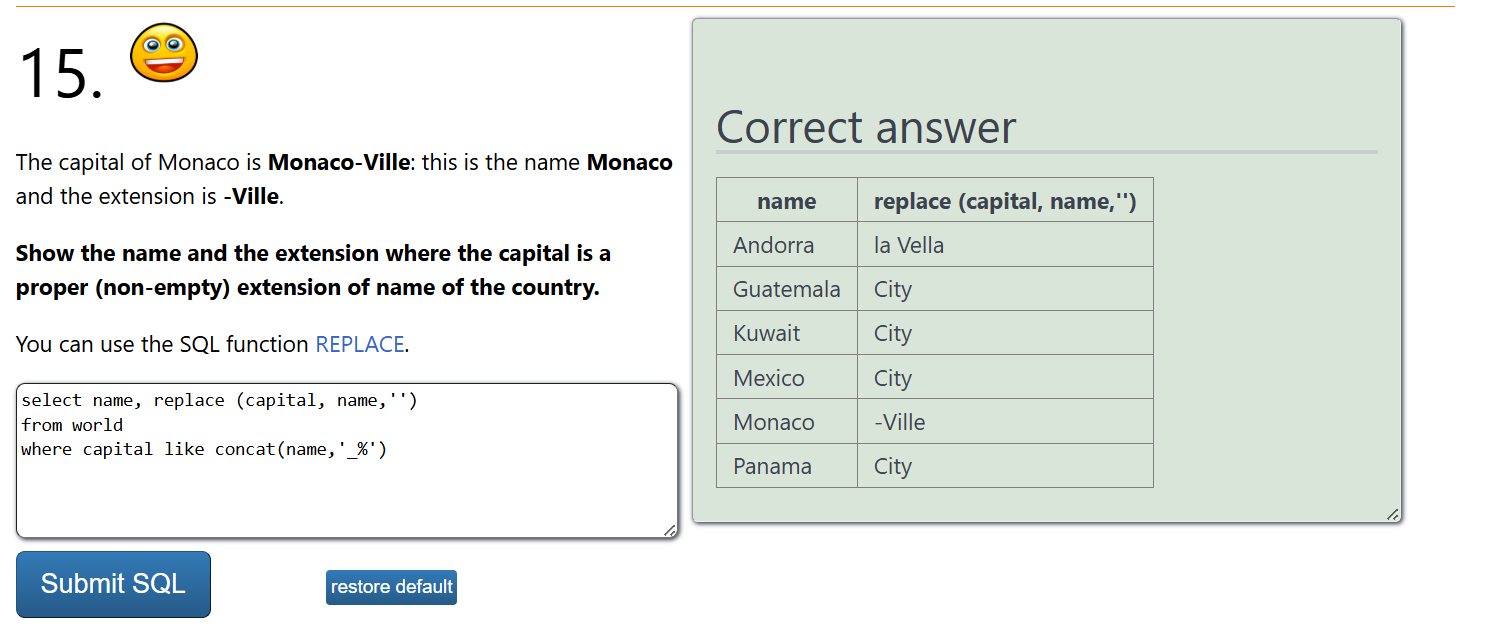 15.
The capital of Monaco is Monaco-Ville: this is the name Monaco
and the extension is -Ville.
Show the name and the extension where the capital is a
proper (non-empty) extension of name of the country.
You can use the SQL function REPLACE.
select name, replace (capital, name,'')
from world
where capital like concat(name,'_%')
Submit SQL
restore default
Correct answer
name replace (capital, name,'')
Andorra la Vella
Guatemala City
Kuwait City
Mexico City
Monaco -Ville
Panama City